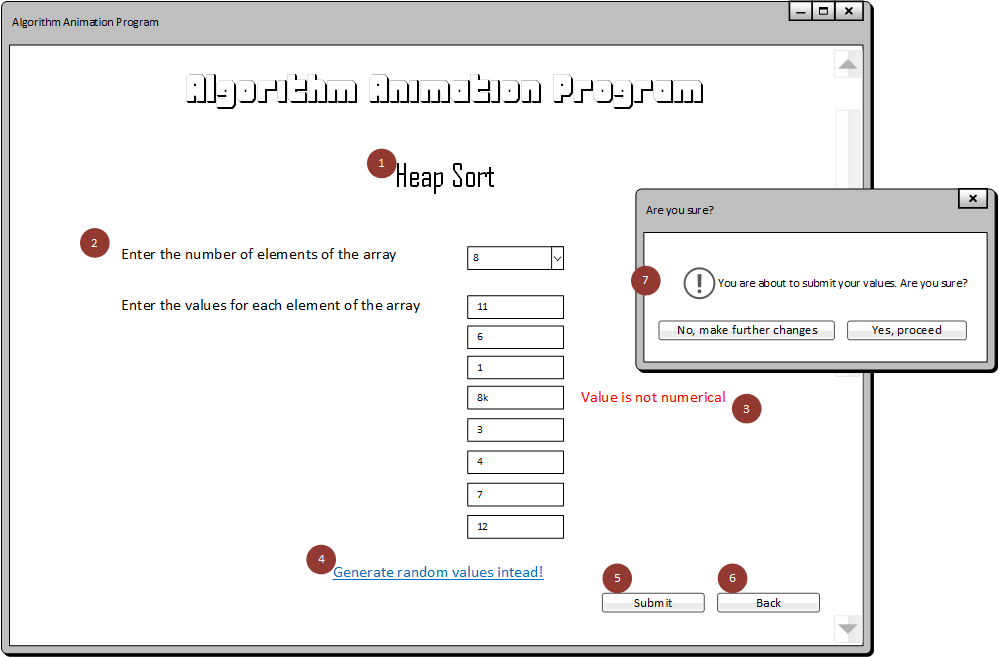 Algorithm Animation Program
Algorithm Animation Program
1
Heap Sort
Are you sure?
2
Enter the number of elements of the array
8
7
You are about to submit your values. Are you sure?
No, make further changes
Yes, proceed
Enter the values for each element of the array
11
6
1
8k
Value is not numerical
3
3
4
7
12
4
Generate random values intead!
5
6
Submit
Back